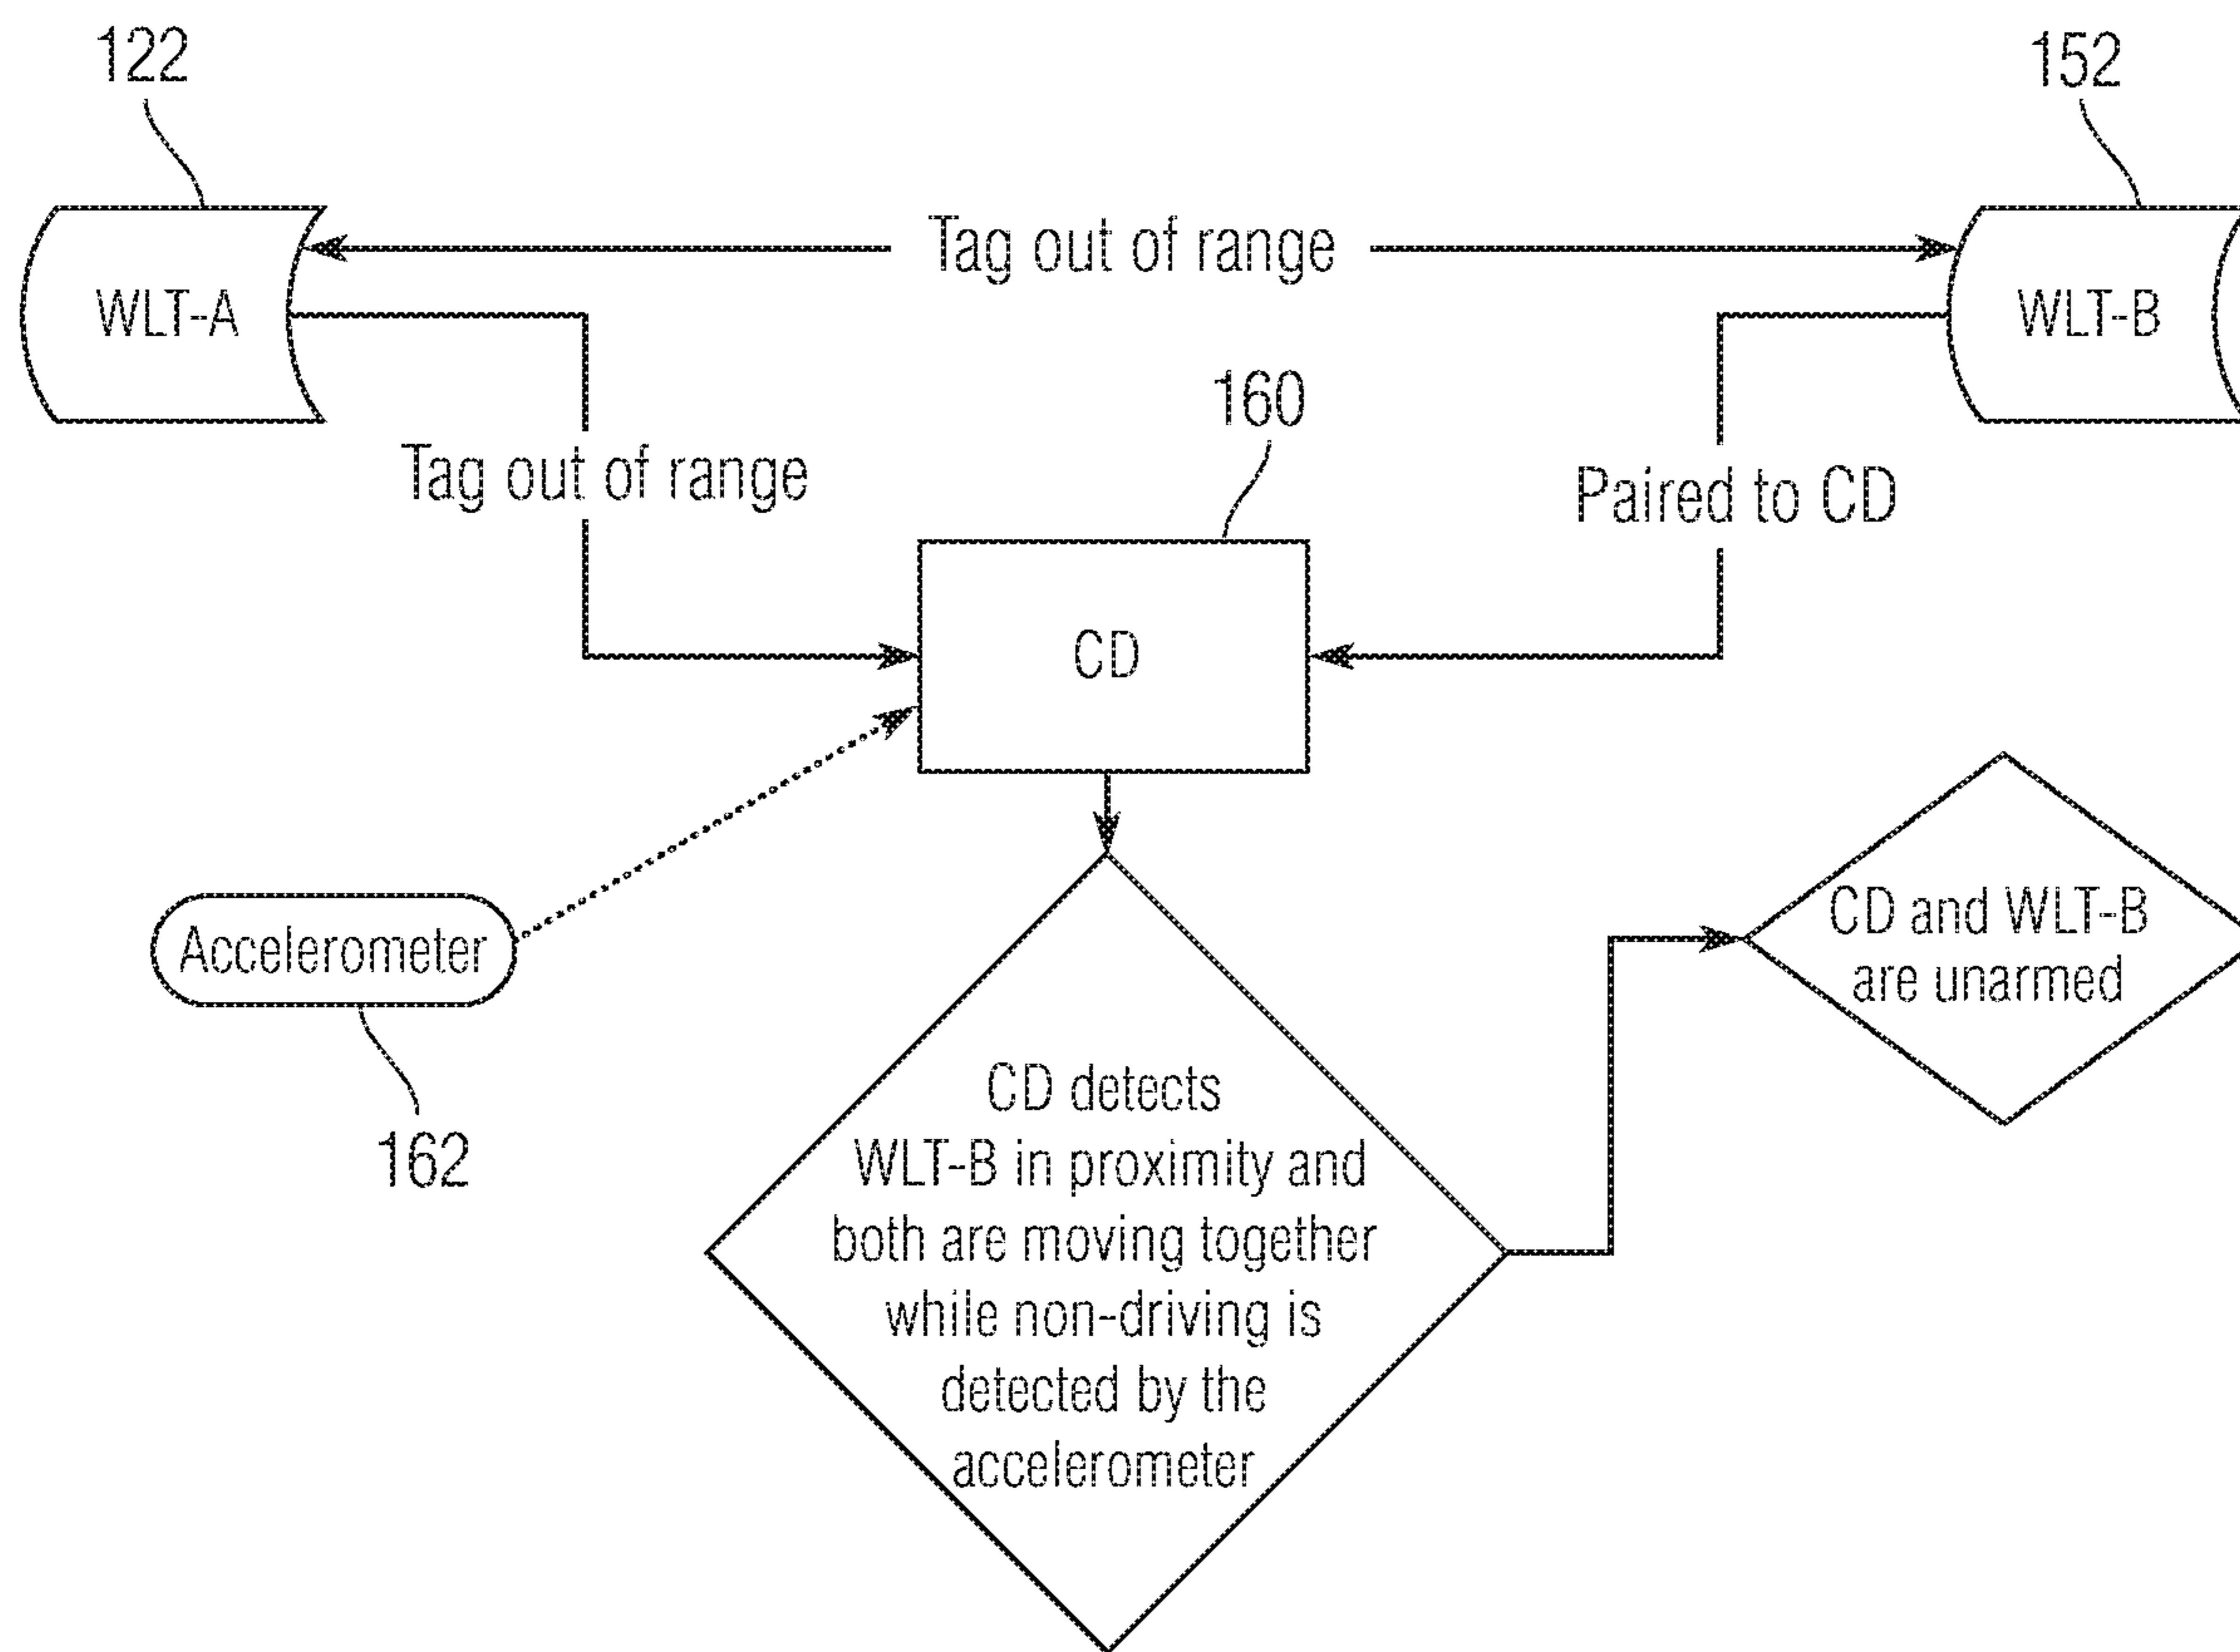 122
152
Tag out of range
WLT-A
WLT-B
160
Tag out of range
Paired to CD
CD
Accelerometer
CD and WLT-B
are unarmed
162
CD detects
WLT-B in proximity and
both are moving together
while non-driving is
detected by the
accelerometer